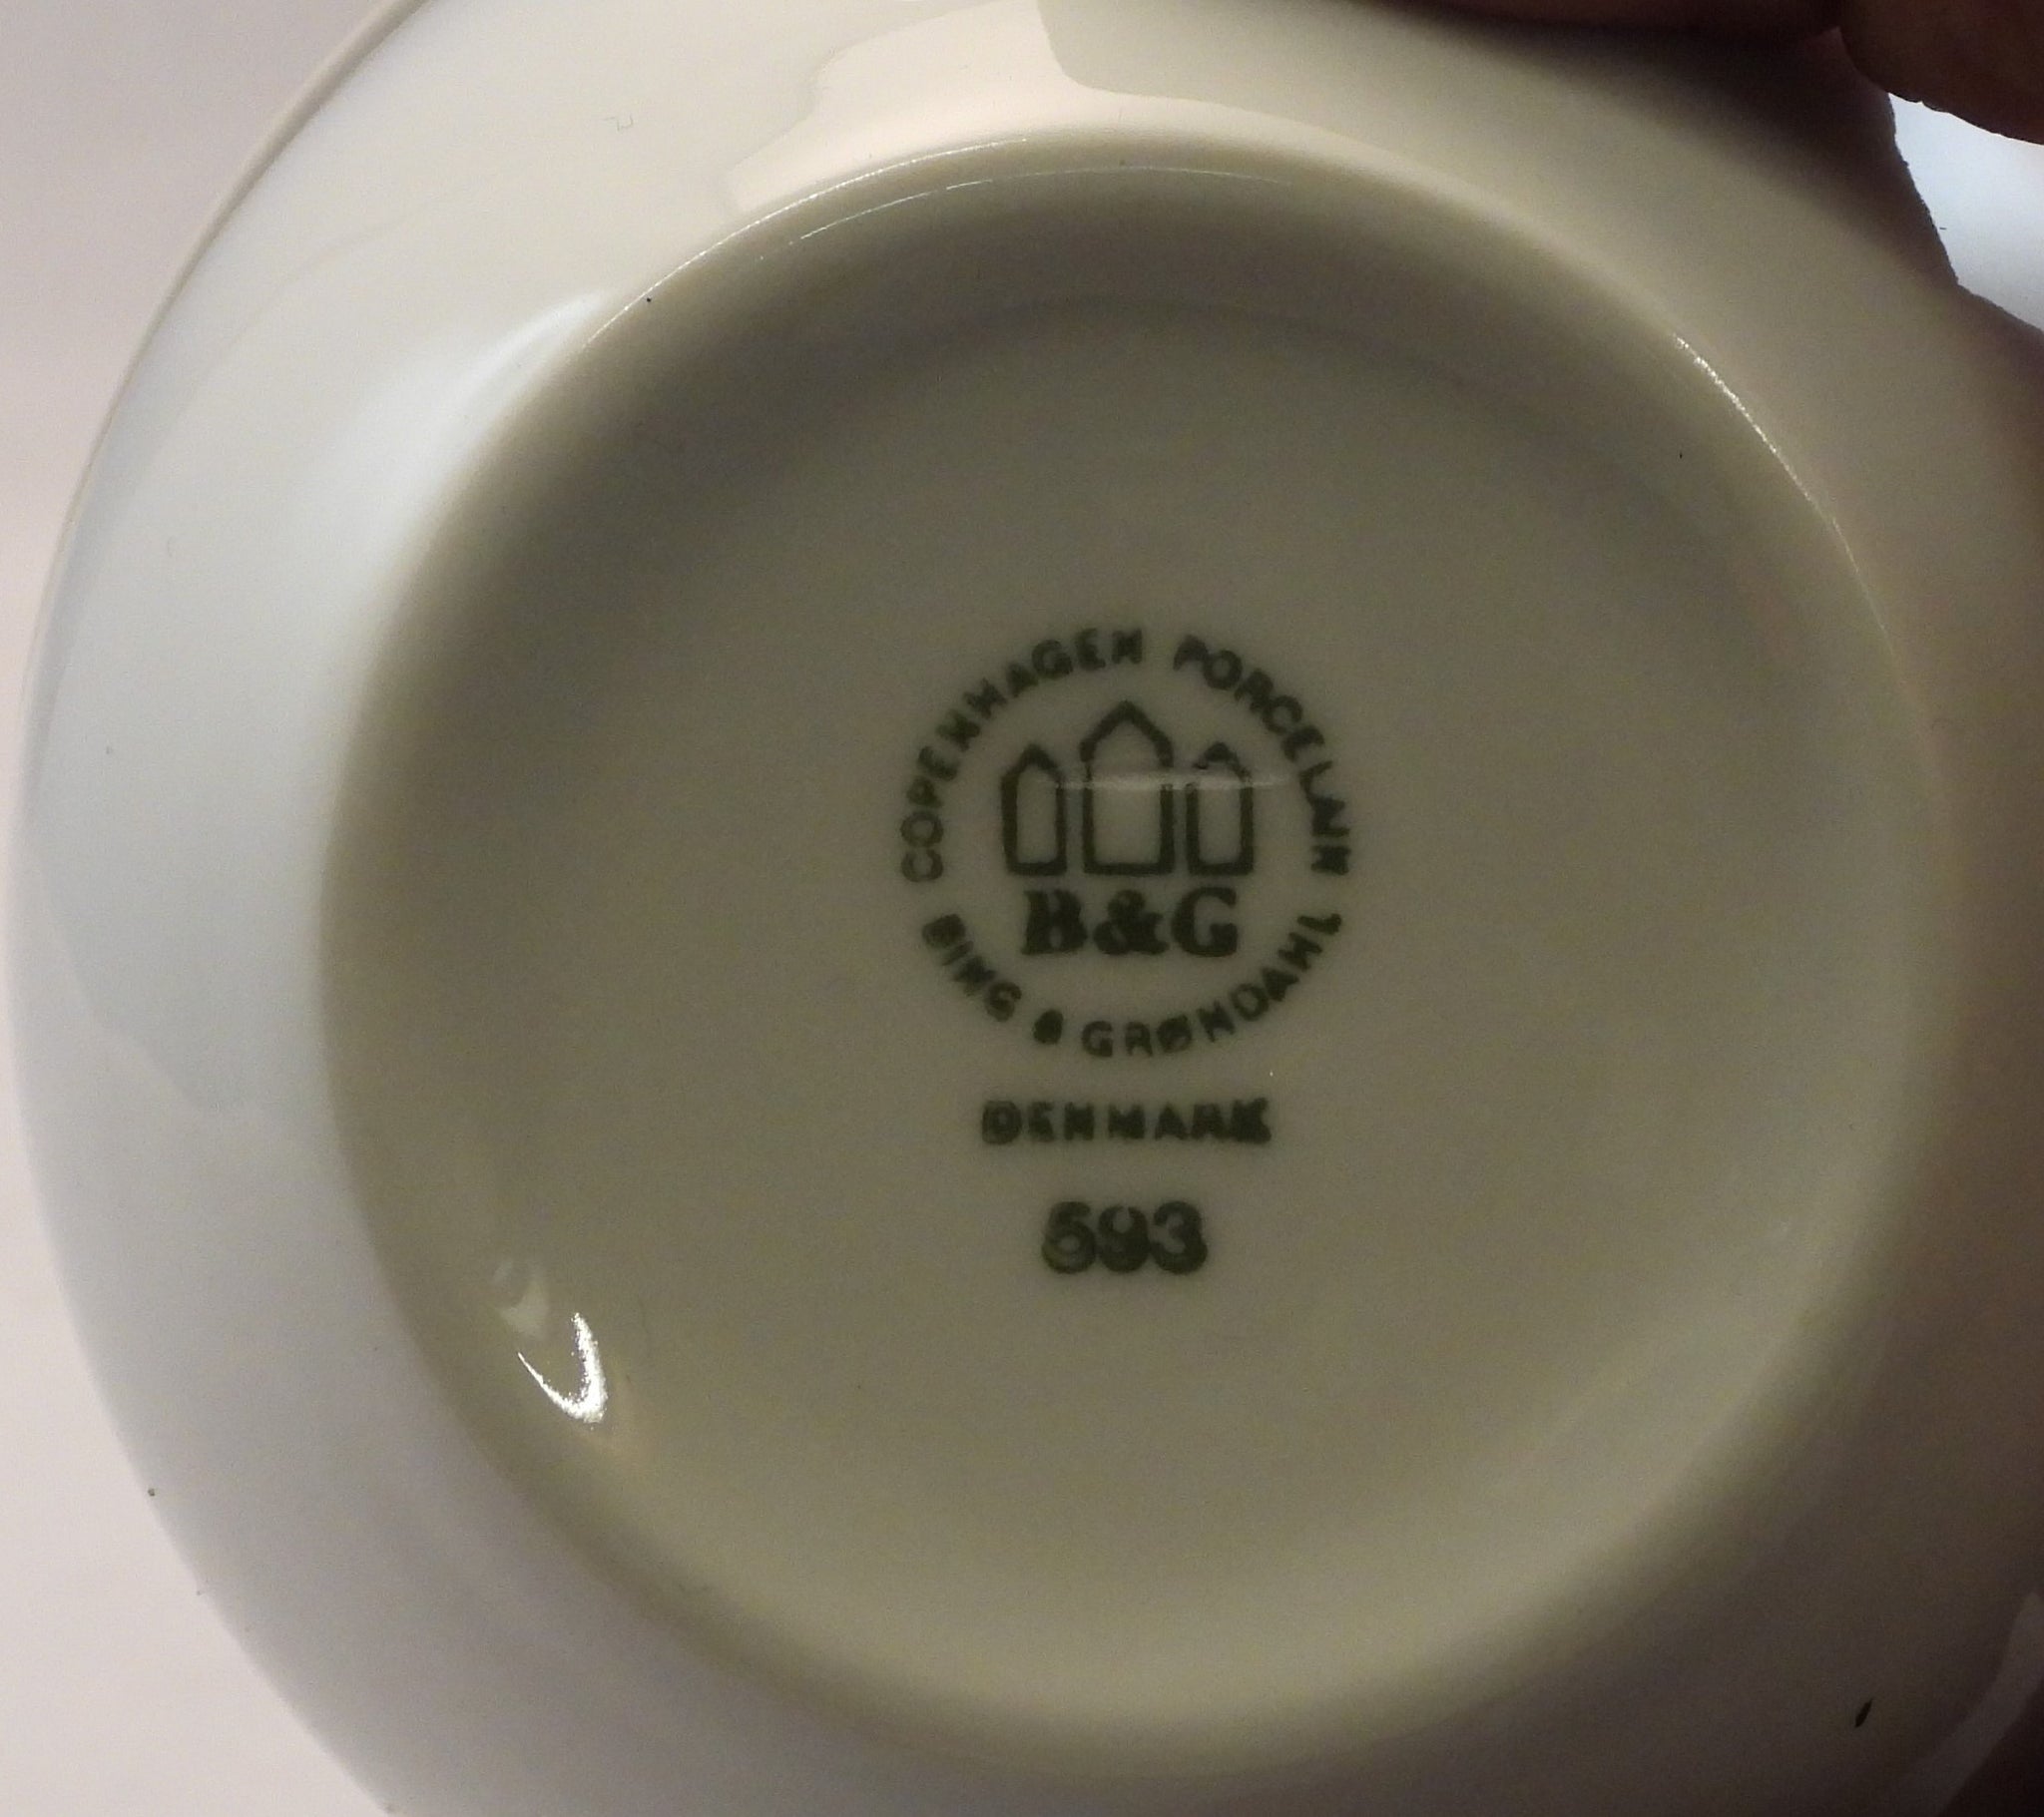 COPENHAGEN PORCELAIN
B&G
BING & GRØNDAHL
DENMARK
593